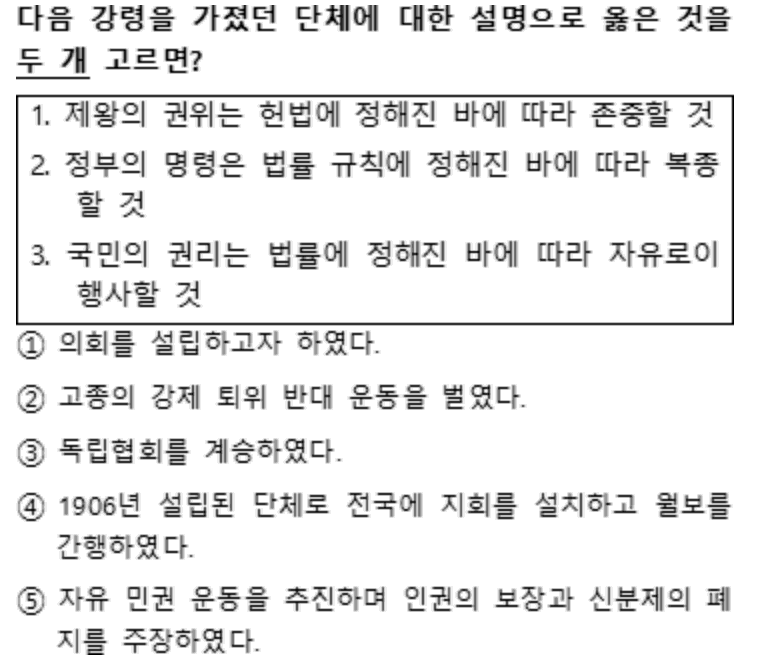 다음 강령을 가졌던 단체에 대한 설명으로 옳은 것을
두 개 고르면?
1. 제왕의 권위는 헌법에 정해진 바에 따라 존중할 것
2. 정부의 명령은 법률 규칙에 정해진 바에 따라 복종
할 것
3. 국민의 권리는 법률에 정해진 바에 따라 자유로이
행사할 것
① 의회를 설립하고자 하였다.
② 고종의 강제 퇴위 반대 운동을 벌였다.
③ 독립협회를 계승하였다.
④ 1906년 설립된 단체로 전국에 지회를 설치하고 월보를
간행하였다.
⑤ 자유 민권 운동을 추진하며 인권의 보장과 신분제의 폐
지를 주장하였다.